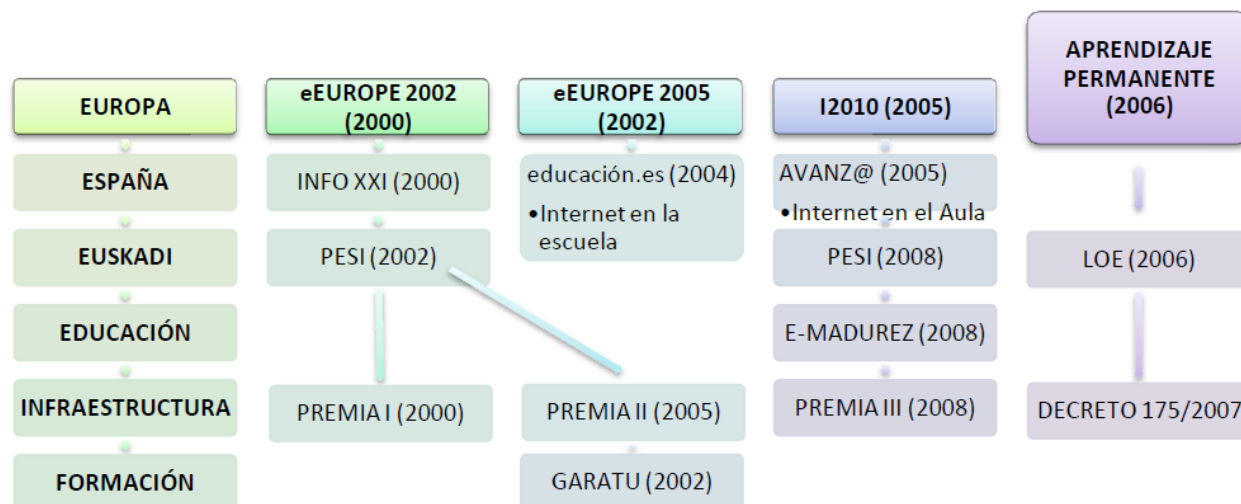 EUROPA
ESPAÑA
EUSKADI
EDUCACIÓN
INFRAESTRUCTURA
FORMACIÓN
eEUROPE 2002
(2000)
INFO XXI (2000)
PESI (2002)
PREMIA I (2000)
eEUROPE 2005
(2002)
educación.es (2004)
•Internet en la
escuela
PREMIA II (2005)
GARATU (2002)
I2010 (2005)
AVANZ@ (2005)
•Internet en el Aula
PESI (2008)
E-MADUREZ (2008)
PREMIA III (2008)
APRENDIZAJE
PERMANENTE
(2006)
LOE (2006)
DECRETO 175/2007